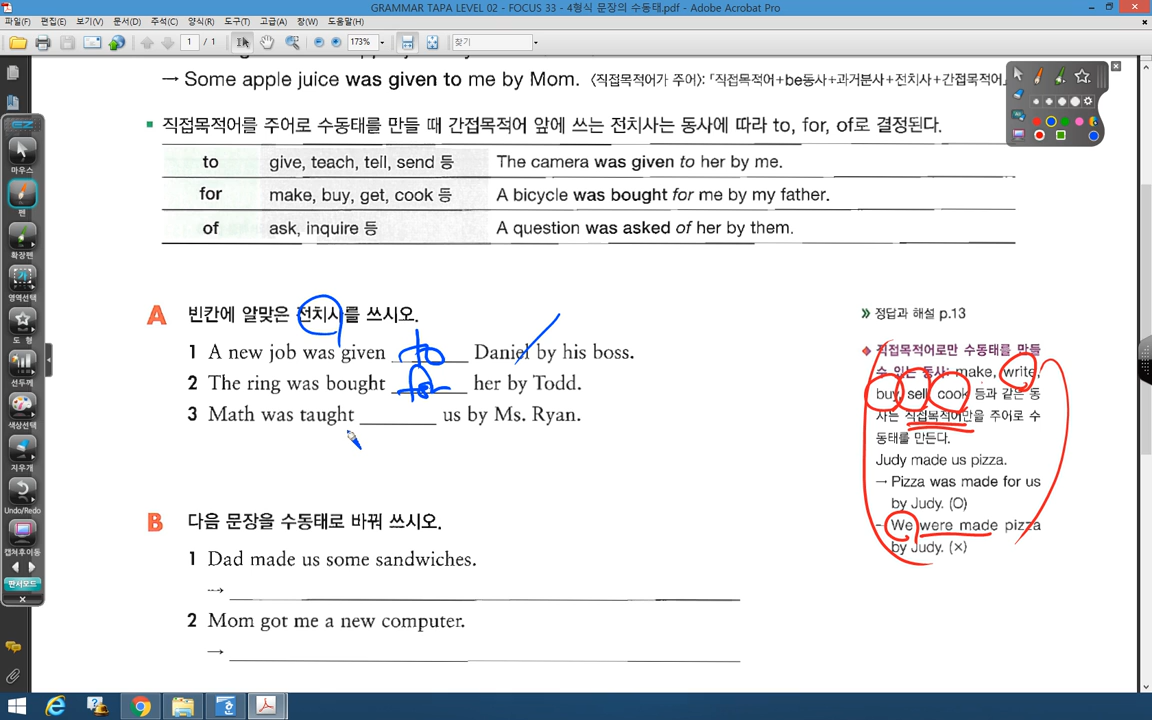 GRAMMAR TAPA LEVEL 02 - FOCUS 33 - 4형식 문장의 수동태.pdf - Adobe Acrobat Pro
파일(F) 편집(E) 보기(V) 문서(D) 주석(C) 양식(R) 도구(T) 고급(A) 창(W) 도움말(H)
1 / 1 173% 찾기
→ Some apple juice was given to me by Mom. 〈직접목적어가 주어〉: 「직접목적어+be동사+과거분사+전치사+간접목적어
직접목적어를 주어로 수동태를 만들 때 간접목적어 앞에 쓰는 전치사는 동사에 따라 to, for, of로 결정된다.
to give, teach, tell, send 등 The camera was given to her by me.
for make, buy, get, cook 등 A bicycle was bought for me by my father.
of ask, inquire 등 A question was asked of her by them.
A 빈칸에 알맞은 전치사를 쓰시오.
1 A new job was given to Daniel by his boss.
2 The ring was bought for her by Todd.
3 Math was taught ________ us by Ms. Ryan.
B 다음 문장을 수동태로 바꿔 쓰시오.
1 Dad made us some sandwiches.
→
2 Mom got me a new computer.
→
» 정답과 해설 p.13
◆ 직접목적어로만 수동태를 만들
수 있는 동사: make, write,
buy, sell, cook 등과 같은 동
사는 직접목적어만을 주어로 수
동태를 만든다.
Judy made us pizza.
→ Pizza was made for us
by Judy. (O)
→ We were made pizza
by Judy. (×)
마우스
펜
확장펜
영역선택
도 형
선두께
색상선택
지우개
Undo/Redo
캡쳐후이동
판서모드